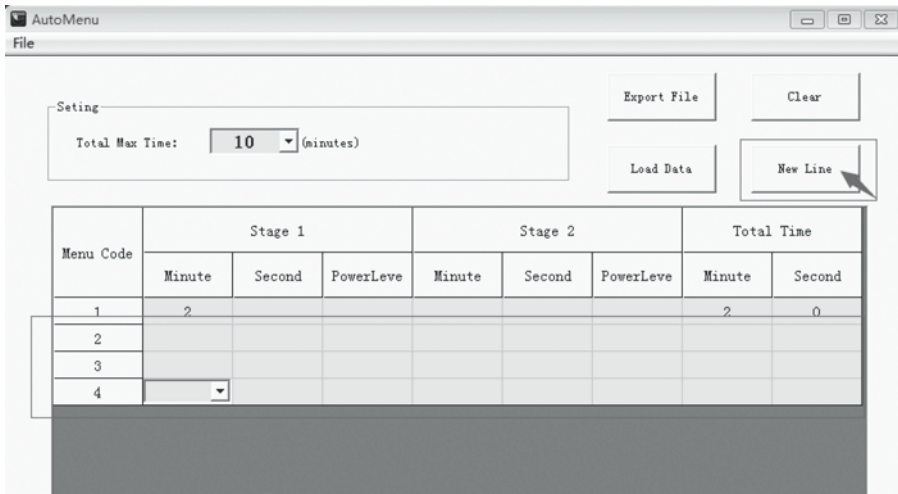 AutoMenu
File
Export File
Clear
Seting
Total Max Time:
10
(minutes)
Load Data
New Line
Menu Code
Stage 1
Stage 2
Total Time
Minute
Second
PowerLeve
Minute
Second
PowerLeve
Minute
Second
1
2
2
0
2
3
4